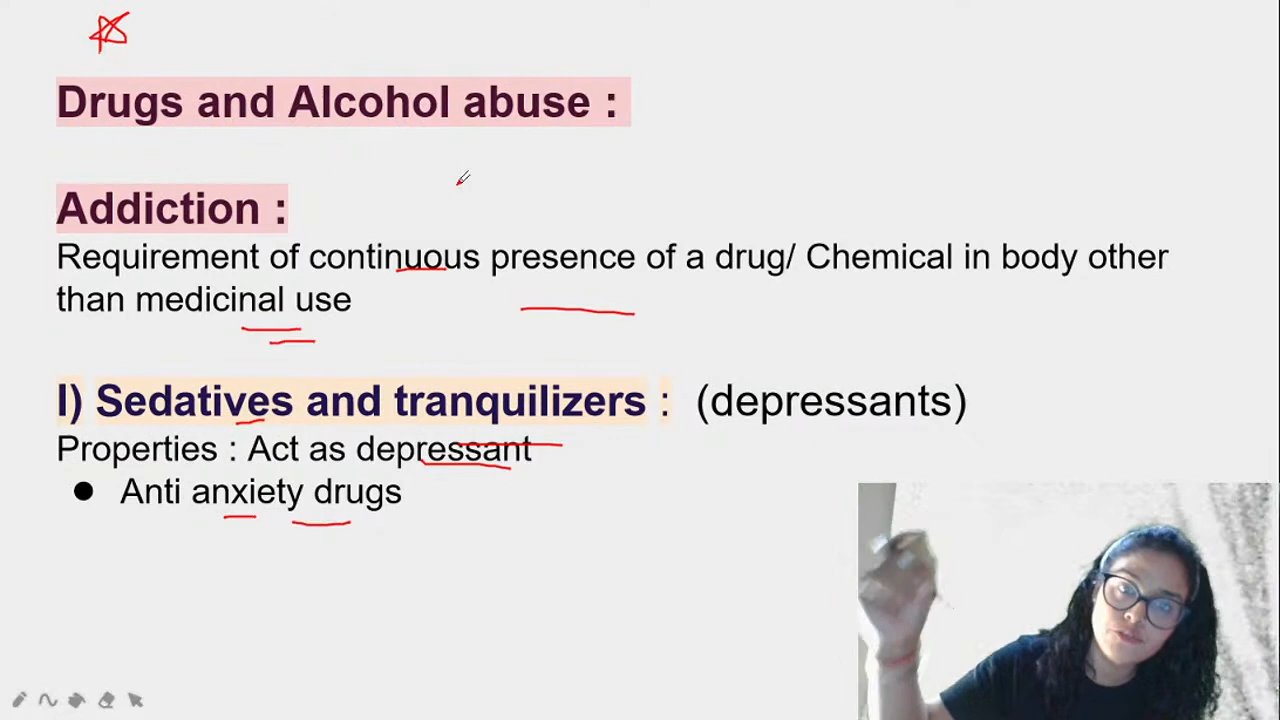 Drugs and Alcohol abuse :
Addiction :
Requirement of continuous presence of a drug/ Chemical in body other
than medicinal use
I) Sedatives and tranquilizers : (depressants)
Properties : Act as depressant
● Anti anxiety drugs